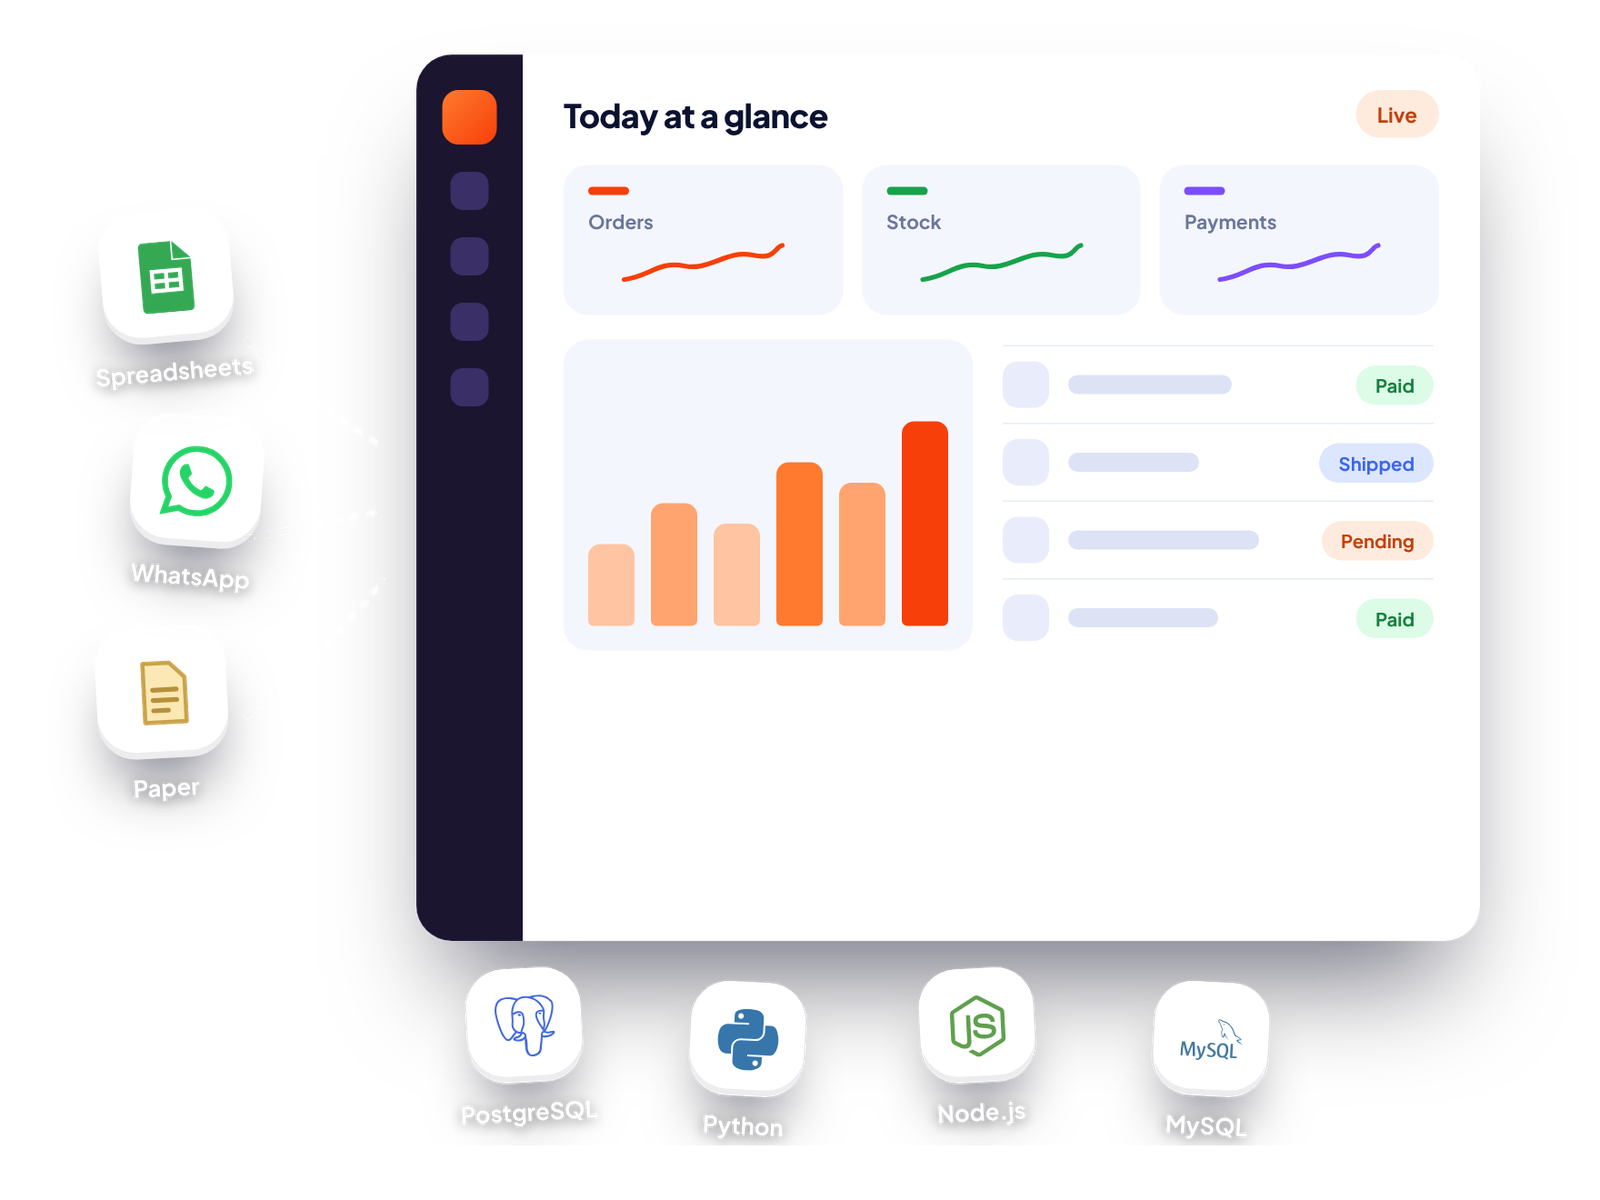 Today at a glance
Live
Orders
Stock
Payments
Paid
Shipped
Pending
Paid
Spreadsheets
WhatsApp
Paper
JS
MySQL
PostgreSQL
Python
Node.js
MySQL